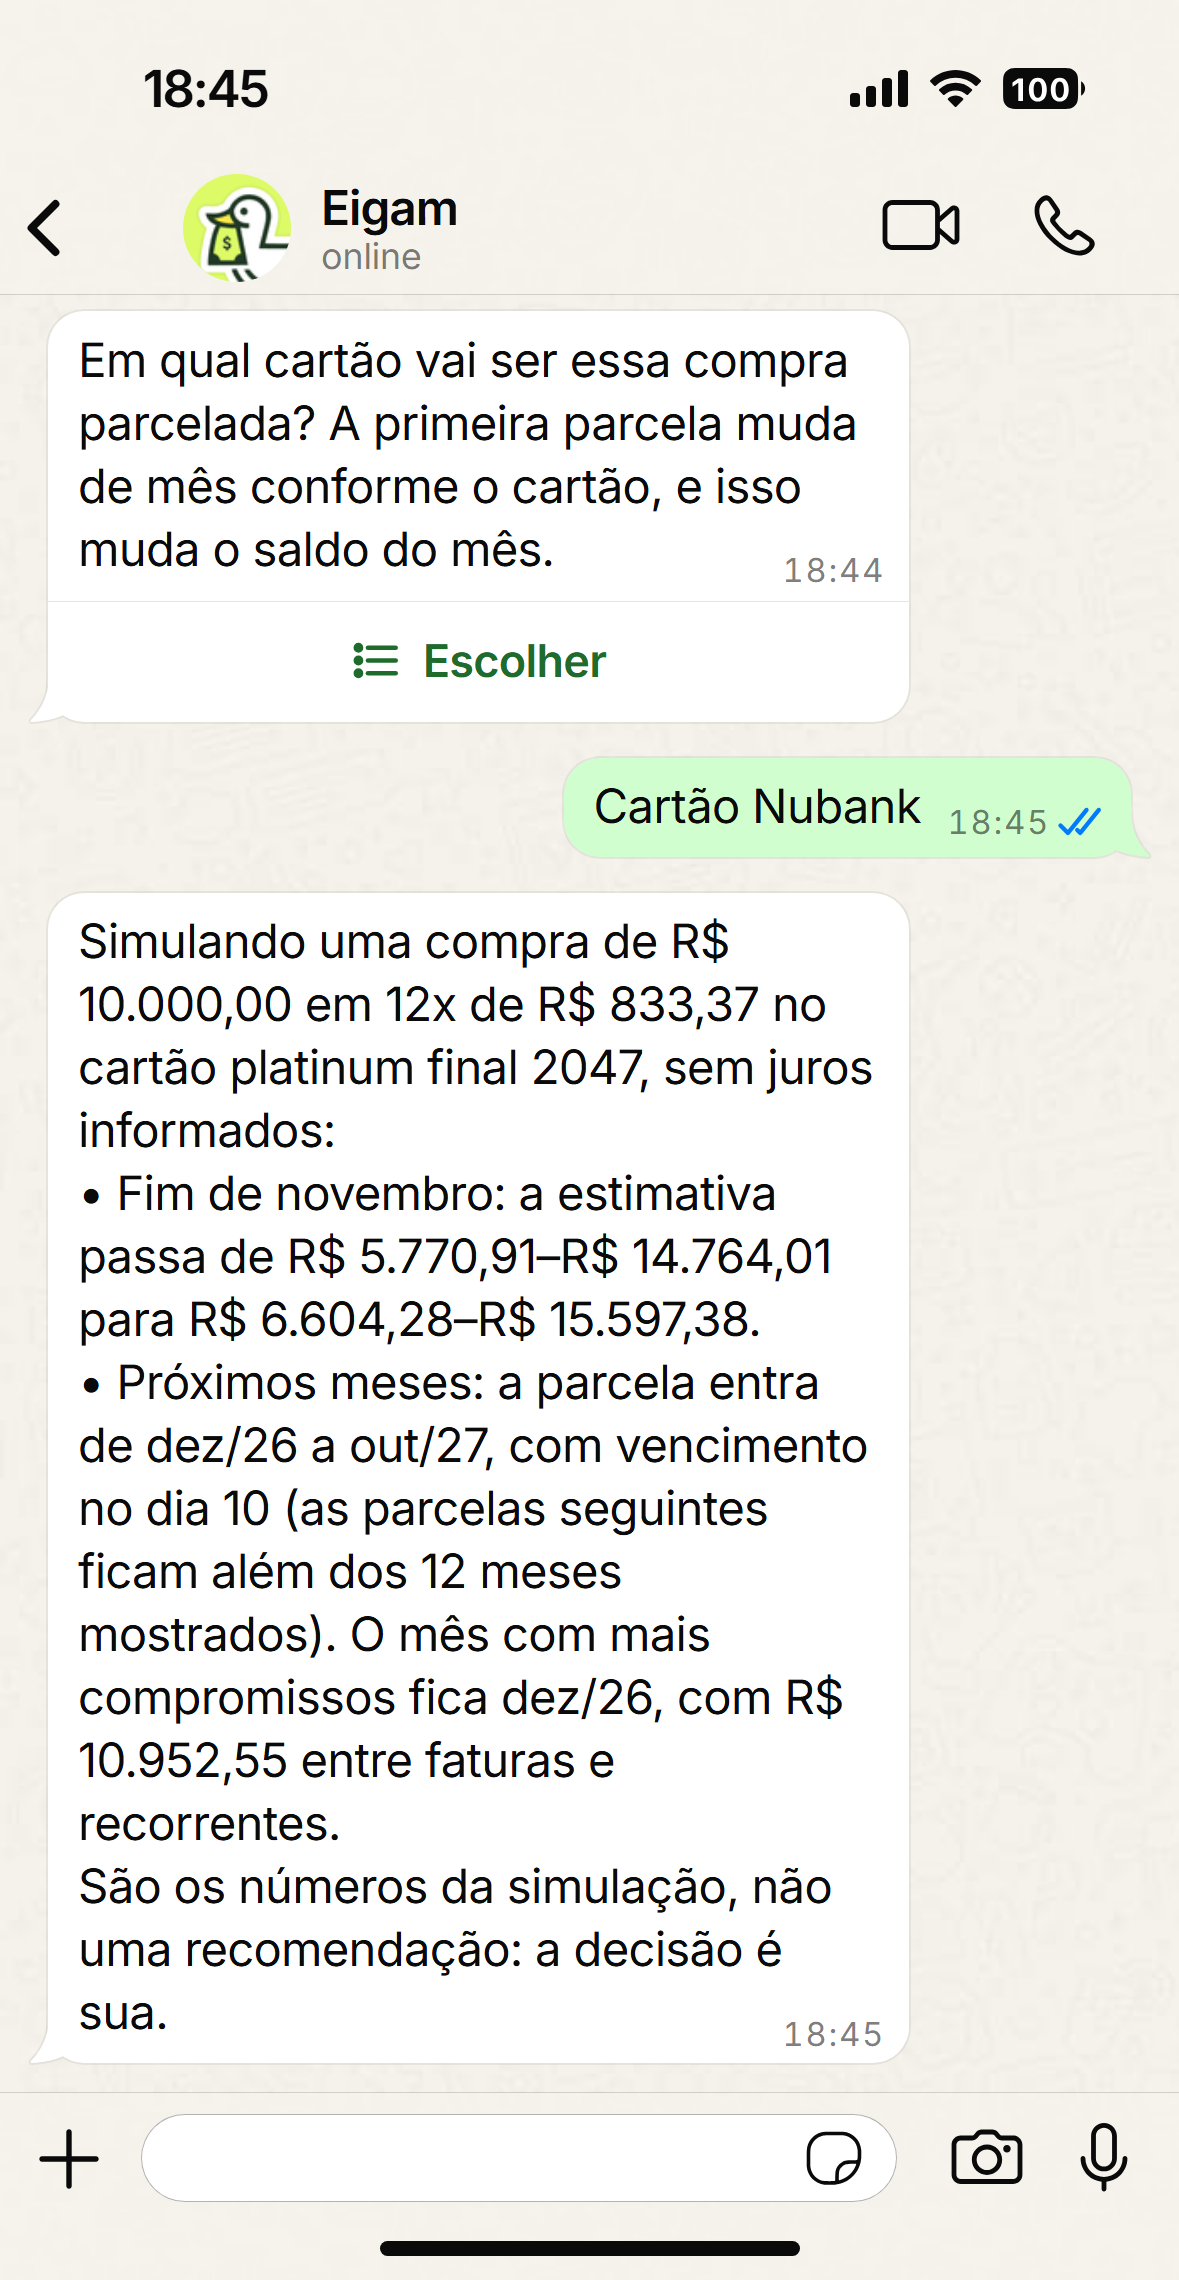 18:45
100
Eigam
online
Em qual cartão vai ser essa compra
parcelada? A primeira parcela muda
de mês conforme o cartão, e isso
muda o saldo do mês.
18:44
Escolher
Cartão Nubank
18:45
Simulando uma compra de R$
10.000,00 em 12x de R$ 833,37 no
cartão platinum final 2047, sem juros
informados:
• Fim de novembro: a estimativa
passa de R$ 5.770,91–R$ 14.764,01
para R$ 6.604,28–R$ 15.597,38.
• Próximos meses: a parcela entra
de dez/26 a out/27, com vencimento
no dia 10 (as parcelas seguintes
ficam além dos 12 meses
mostrados). O mês com mais
compromissos fica dez/26, com R$
10.952,55 entre faturas e
recorrentes.
São os números da simulação, não
uma recomendação: a decisão é
sua.
18:45